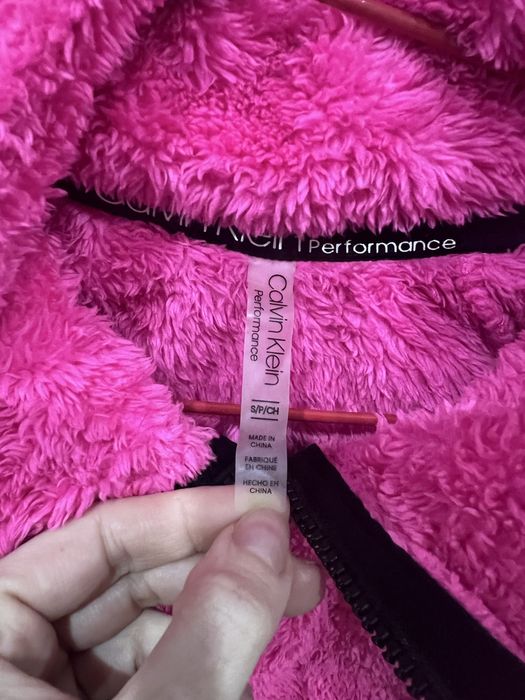 Calvin Klein Performance
Calvin Klein
Performance
S/P/CH
MADE IN
CHINA
FABRIQUÉ
EN CHINE
HECHO EN
CHINA